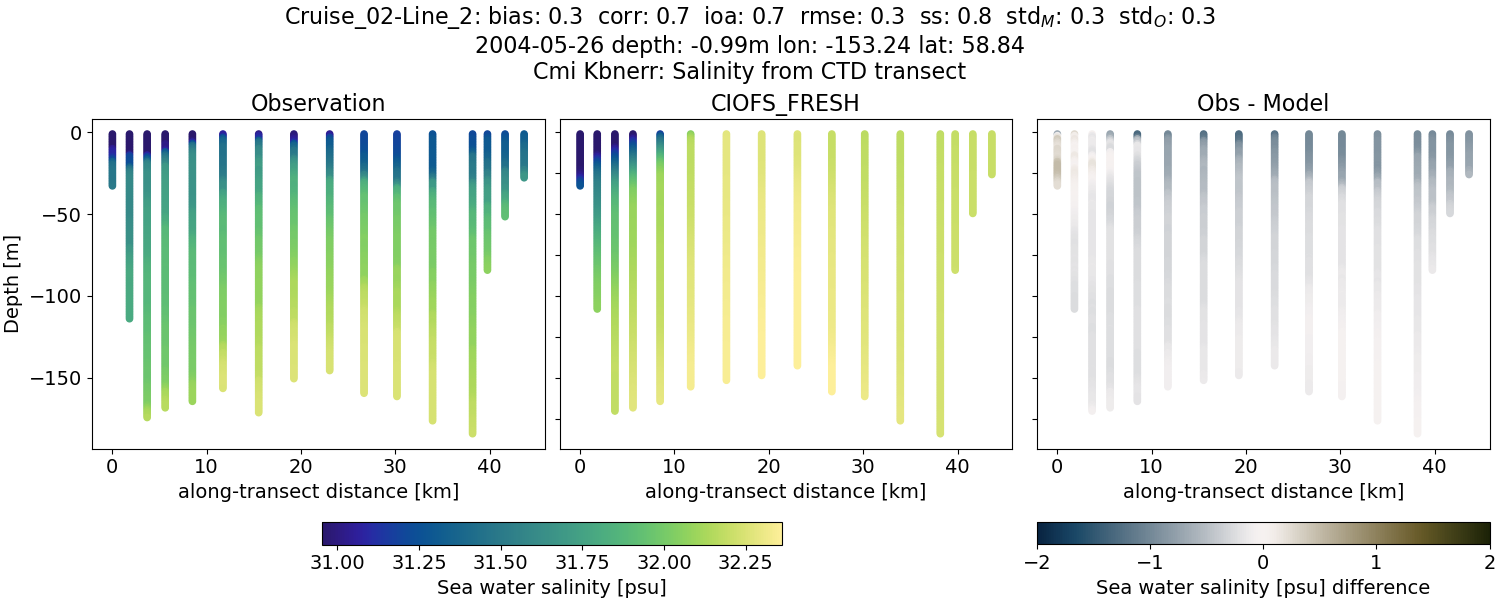 Cruise_02-Line_2: bias: 0.3 corr: 0.7 ioa: 0.7 rmse: 0.3 ss: 0.8 std_M: 0.3 std_O: 0.3
2004-05-26 depth: -0.99m lon: -153.24 lat: 58.84
Cmi Kbnerr: Salinity from CTD transect
Observation
CIOFS_FRESH
Obs - Model
Depth [m]
0
−50
−100
−150
0 10 20 30 40
0 10 20 30 40
0 10 20 30 40
along-transect distance [km]
along-transect distance [km]
along-transect distance [km]
31.00 31.25 31.50 31.75 32.00 32.25
Sea water salinity [psu]
−2 −1 0 1 2
Sea water salinity [psu] difference